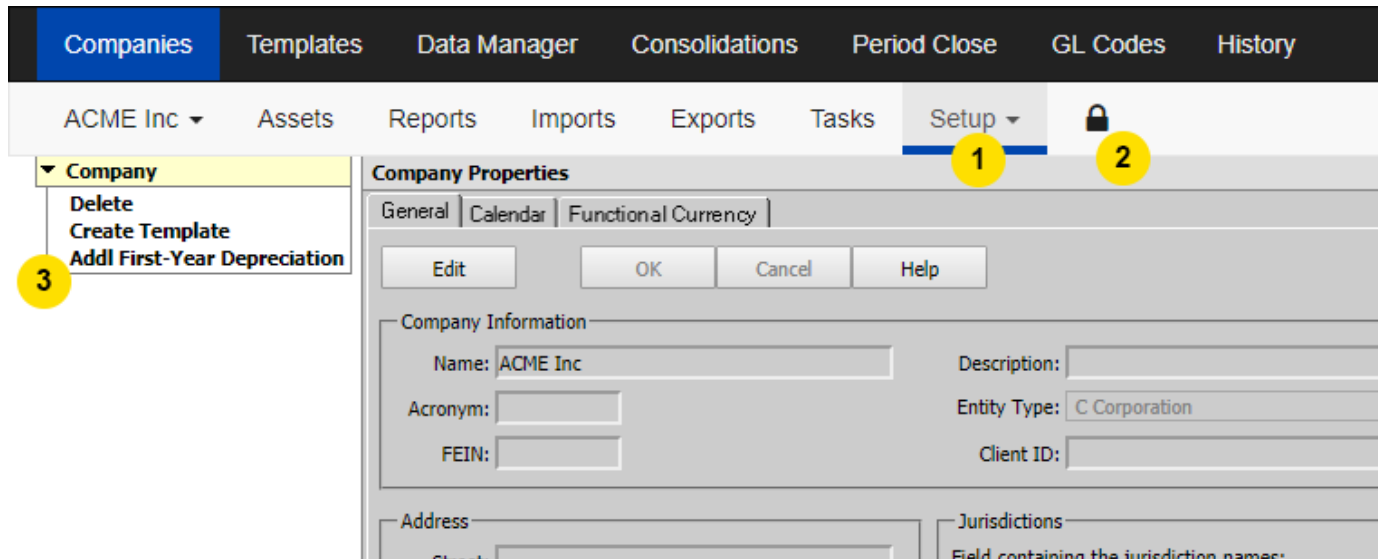 Companies Templates Data Manager Consolidations Period Close GL Codes History
ACME Inc Assets Reports Imports Exports Tasks Setup
1
2
Company
Delete
Create Template
Addl First-Year Depreciation
3
Company Properties
General Calendar Functional Currency
Edit OK Cancel Help
Company Information
Name: ACME Inc Description:
Acronym: Entity Type: C Corporation
FEIN: Client ID:
Address Jurisdictions
Field containing the jurisdiction names: